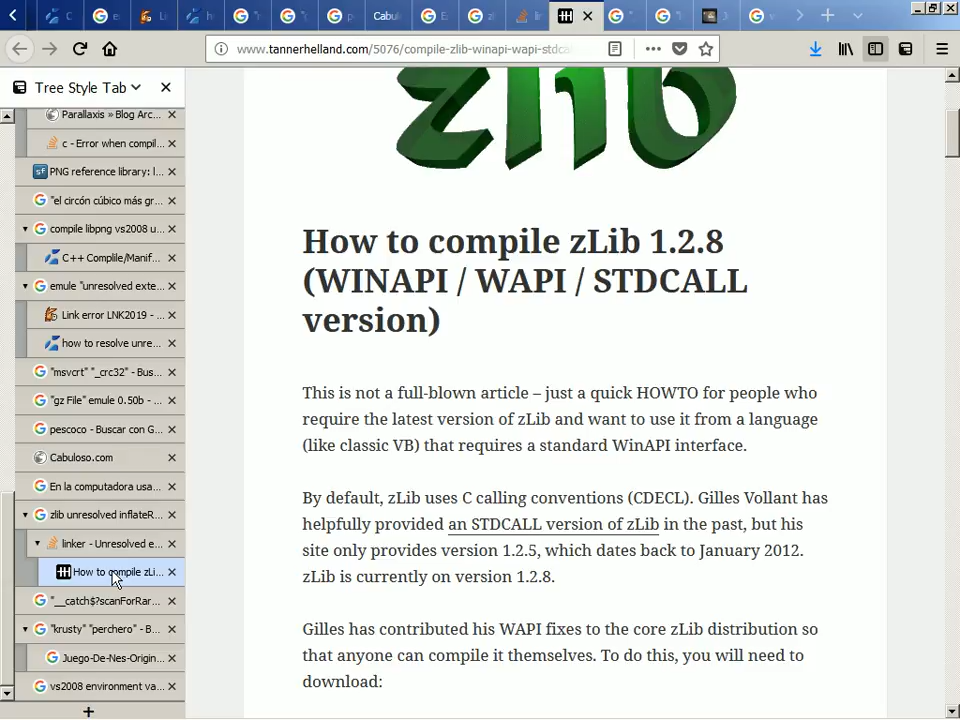 Cabul
www.tannerhelland.com/5076/compile-zlib-winapi-wapi-stdca
Tree Style Tab
Parallaxis » Blog Arc...
c - Error when compil...
PNG reference library: l...
"el circón cúbico más gr...
compile libpng vs2008 u...
C++ Complile/Manif...
emule "unresolved exte...
Link error LNK2019 - ...
how to resolve unre...
"msvcrt" "_crc32" - Bus...
"gz File" emule 0.50b - ...
pescoco - Buscar con G...
Cabuloso.com
En la computadora usa...
zlib unresolved inflateR...
linker - Unresolved e...
How to compile zLi...
"__catch$?scanForRar...
"krusty" "perchero" - B...
Juego-De-Nes-Origin...
vs2008 environment va...
zlib
How to compile zLib 1.2.8
(WINAPI / WAPI / STDCALL
version)
This is not a full-blown article – just a quick HOWTO for people who
require the latest version of zLib and want to use it from a language
(like classic VB) that requires a standard WinAPI interface.
By default, zLib uses C calling conventions (CDECL). Gilles Vollant has
helpfully provided an STDCALL version of zLib in the past, but his
site only provides version 1.2.5, which dates back to January 2012.
zLib is currently on version 1.2.8.
Gilles has contributed his WAPI fixes to the core zLib distribution so
that anyone can compile it themselves. To do this, you will need to
download: